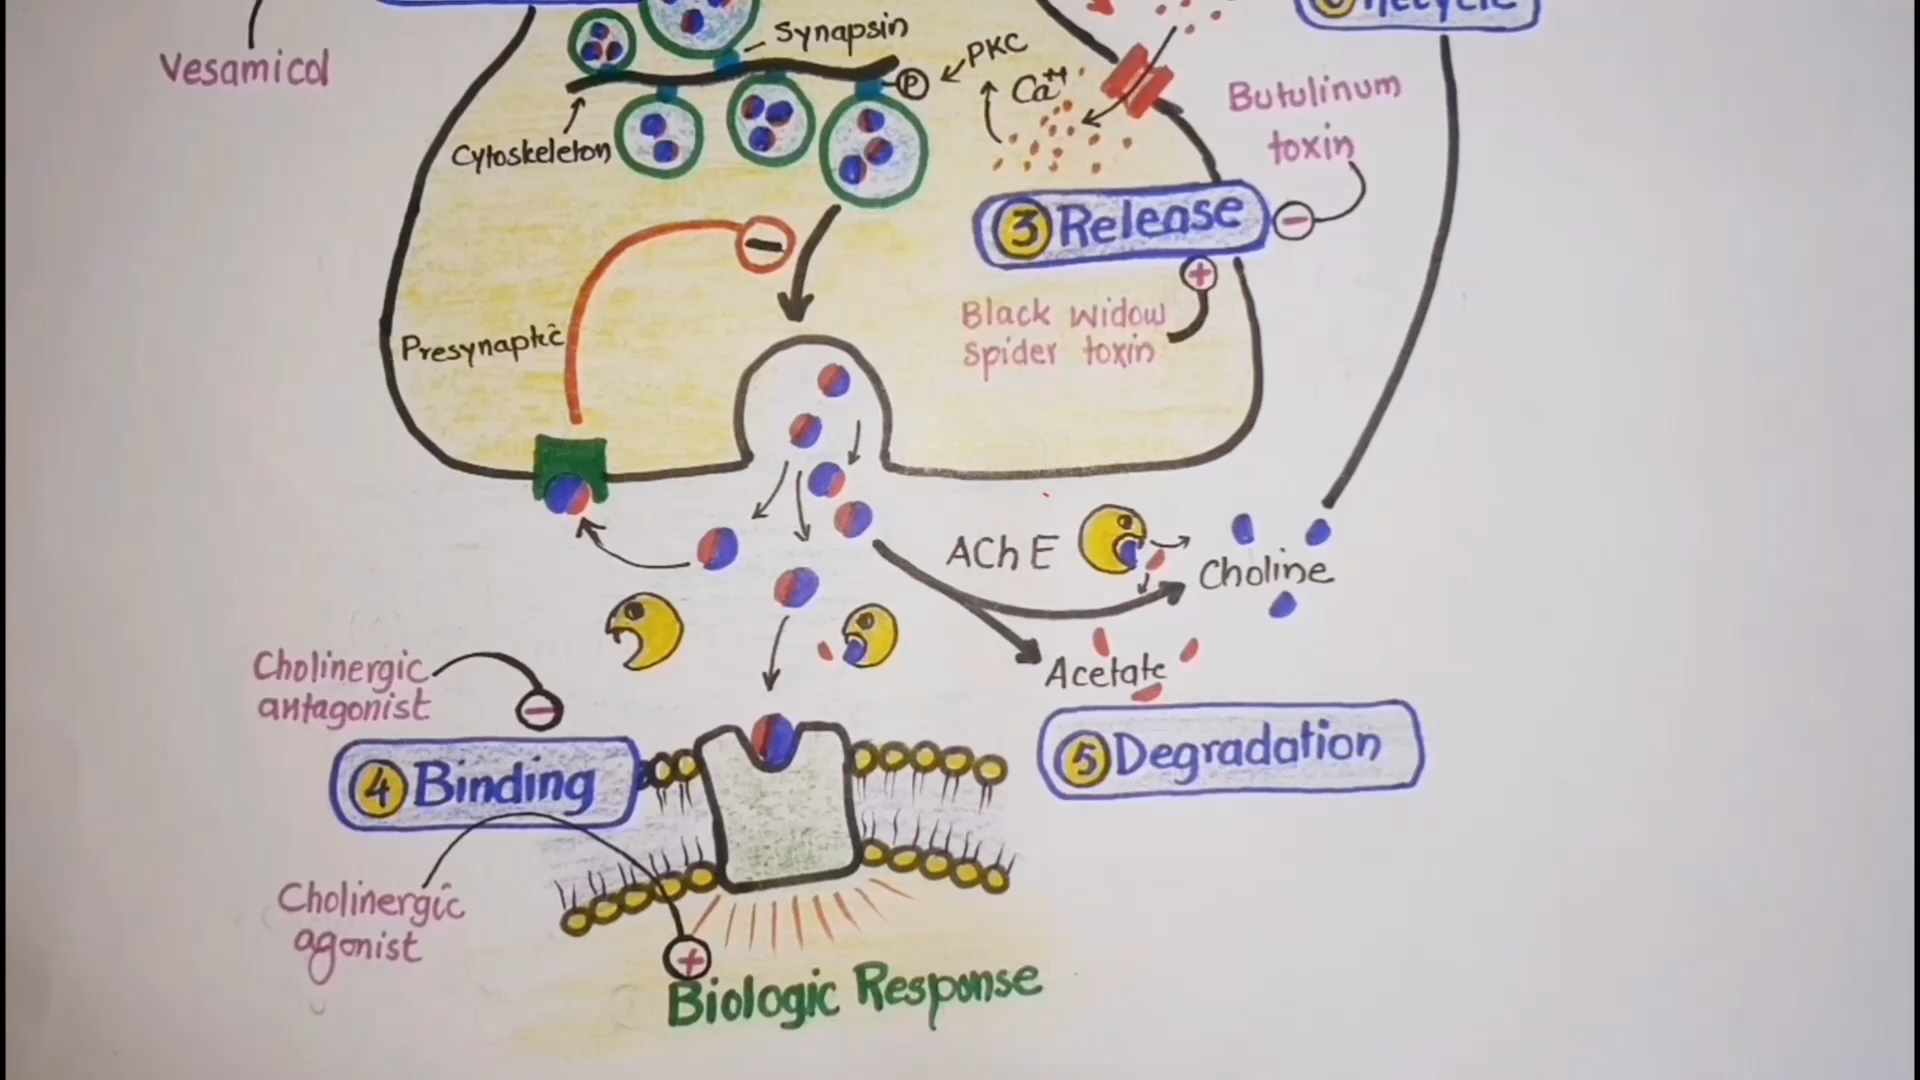 Vesamicol
Synapsin
PKC
Ca++
P
Cytoskeleton
Butulinum
toxin
3 Release
−
+
Black widow
spider toxin
−
Presynaptic
AChE
Choline
Acetate
5 Degradation
Cholinergic
antagonist
−
4 Binding
Cholinergic
agonist
+
Biologic Response